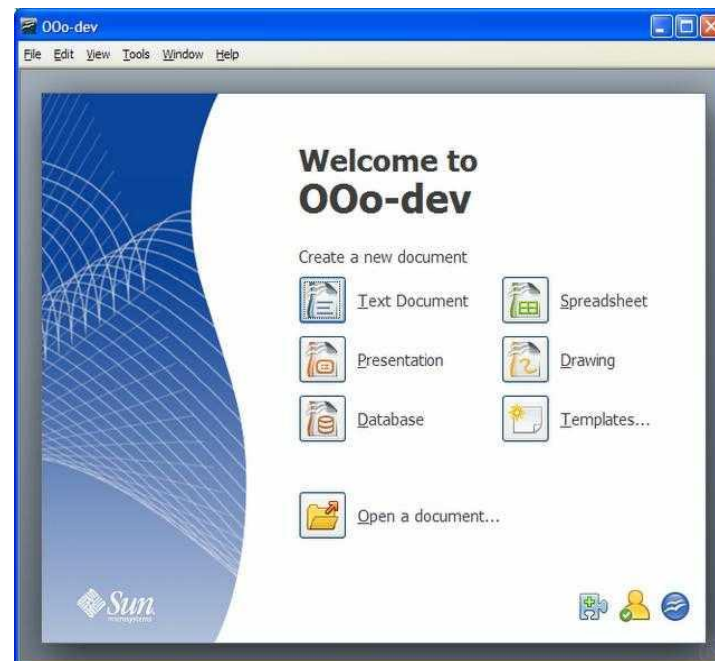 OOo-dev
File Edit View Tools Window Help
Welcome to
OOo-dev
Create a new document
Text Document
Spreadsheet
Presentation
Drawing
Database
Templates...
Open a document...
Sun
microsystems